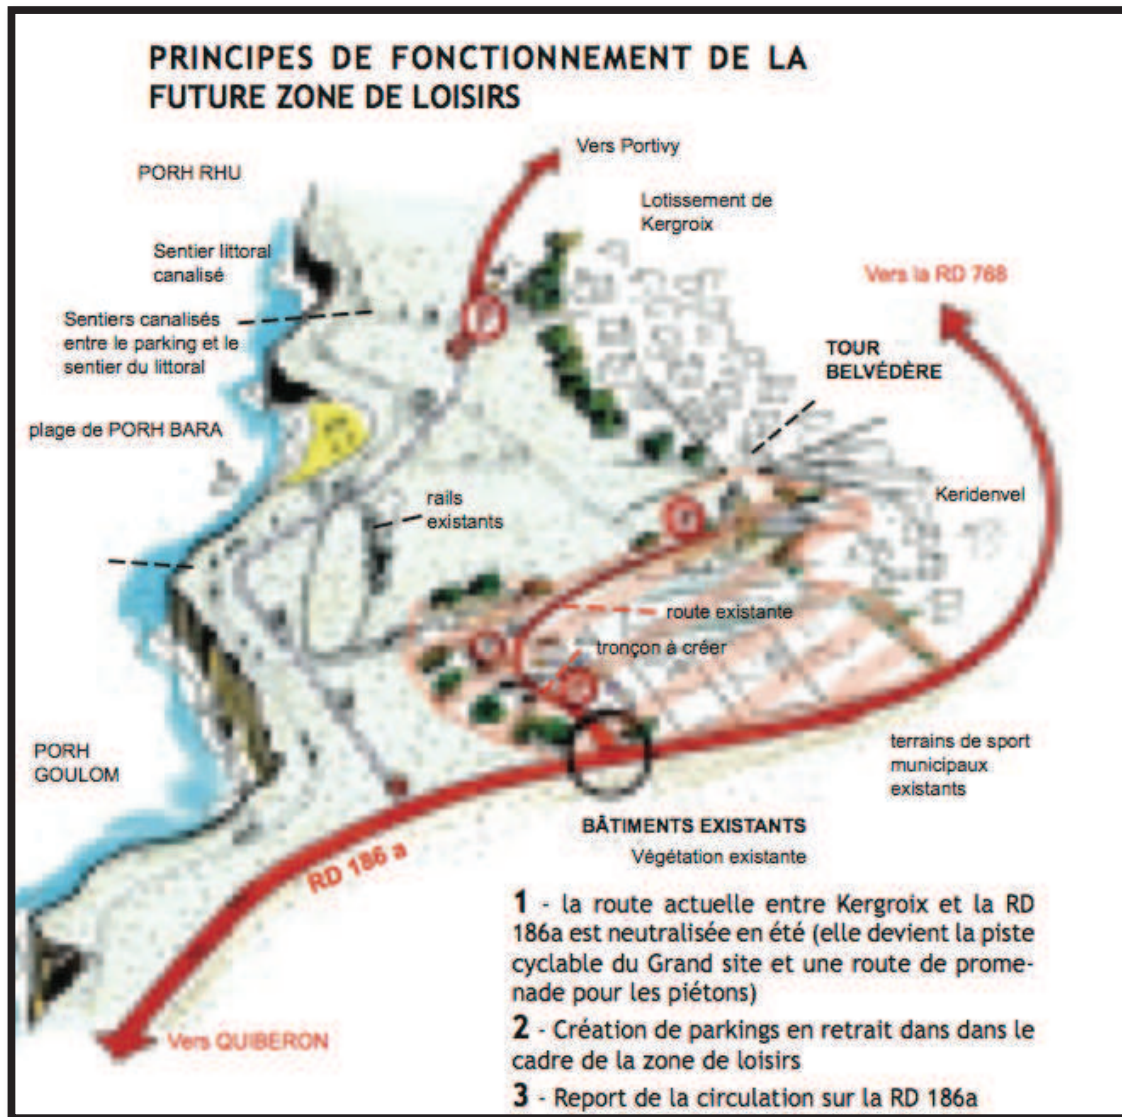 PRINCIPES DE FONCTIONNEMENT DE LA
FUTURE ZONE DE LOISIRS
Vers Portivy
PORH RHU
Lotissement de
Kergroix
Sentier littoral
canalisé
Vers la RD 768
Sentiers canalisés
entre le parking et le
sentier du littoral
P
TOUR
BELVÉDÈRE
plage de PORH BARA
rails
existants
Keridenvel
route existante
tronçon à créer
PORH
GOULOM
terrains de sport
municipaux
existants
BÂTIMENTS EXISTANTS
Végétation existante
RD 186 a
1 - la route actuelle entre Kergroix et la RD
186a est neutralisée en été (elle devient la piste
cyclable du Grand site et une route de prome-
nade pour les piétons)
2 - Création de parkings en retrait dans dans le
cadre de la zone de loisirs
3 - Report de la circulation sur la RD 186a
Vers QUIBERON